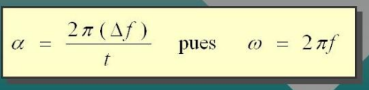 α = 2π(Δf)/t pues ω = 2πf